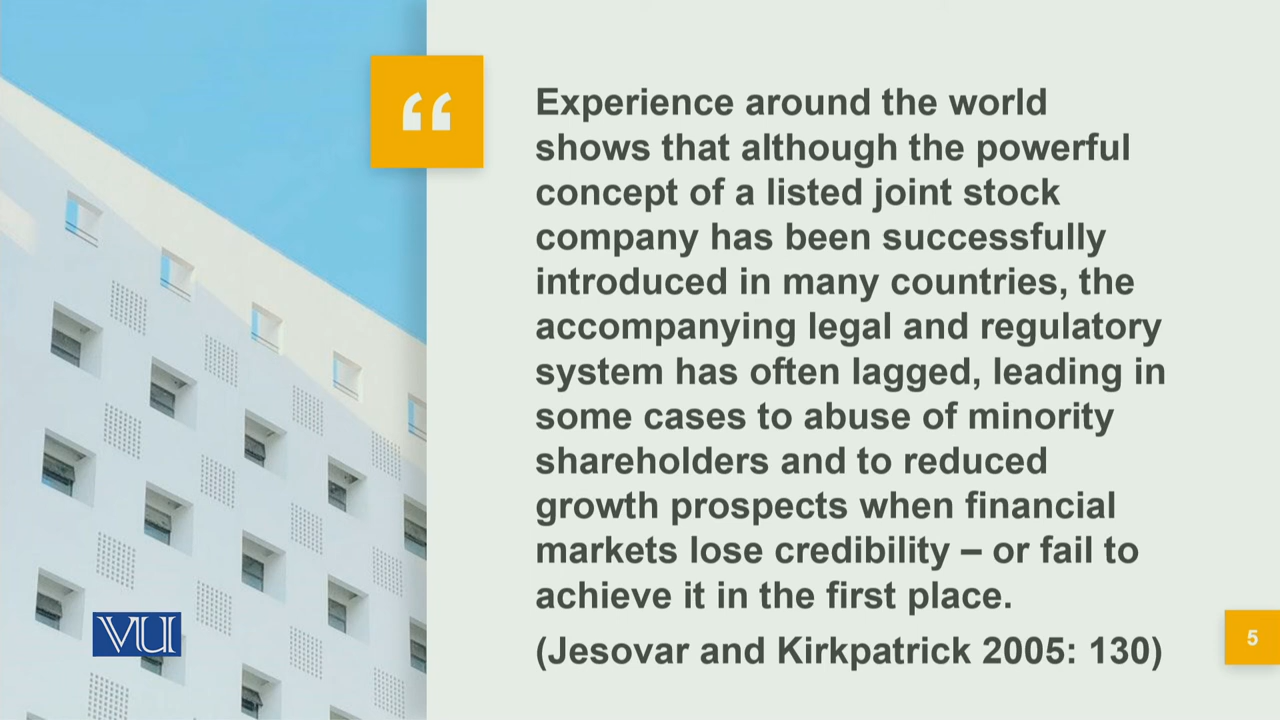 “
Experience around the world
shows that although the powerful
concept of a listed joint stock
company has been successfully
introduced in many countries, the
accompanying legal and regulatory
system has often lagged, leading in
some cases to abuse of minority
shareholders and to reduced
growth prospects when financial
markets lose credibility – or fail to
achieve it in the first place.
(Jesovar and Kirkpatrick 2005: 130)
VU
5